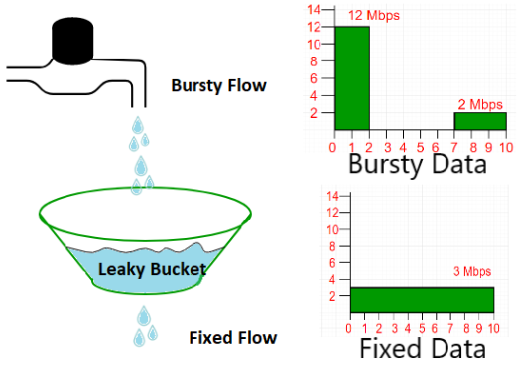 Bursty Flow
Leaky Bucket
Fixed Flow
14
12
10
8
6
4
2
12 Mbps
2 Mbps
0 1 2 3 4 5 6 7 8 9 10
Bursty Data
14
12
10
8
6
4
2
3 Mbps
0 1 2 3 4 5 6 7 8 9 10
Fixed Data